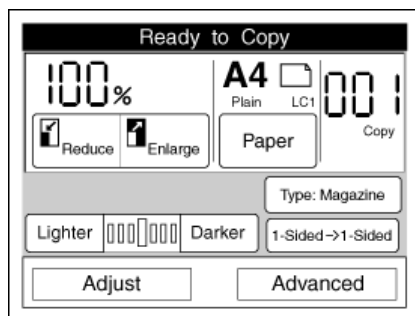 Ready to Copy
100%
A4
Plain LC1
001
Copy
Reduce
Enlarge
Paper
Type: Magazine
Lighter
Darker
1-Sided->1-Sided
Adjust
Advanced